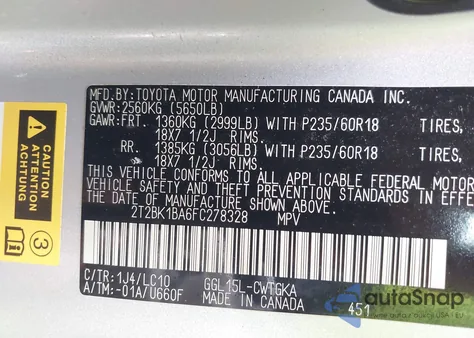 MFD.BY:TOYOTA MOTOR MANUFACTURING CANADA INC.
GVWR:2560KG (5650LB)
GAWR:FRT. 1360KG (2999LB) WITH P235/60R18 TIRES,
18X7 1/2J RIMS.
RR. 1385KG (3056LB) WITH P235/60R18 TIRES,
18X7 1/2J RIMS.
THIS VEHICLE CONFORMS TO ALL APPLICABLE FEDERAL MOTOR
VEHICLE SAFETY AND THEFT PREVENTION STANDARDS IN EFFE
THE DATE OF MANUFACTURE SHOWN ABOVE.
2T2BK1BA6FC278328 MPV
C/TR:1J4/LC10 GGL15L-CWTGKA
A/TM:-01A/U660F MADE IN CANADA 451
CAUTION
ATTENTION
3
autoSnap